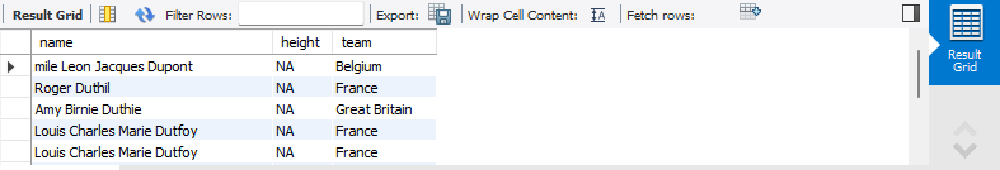 Result Grid Filter Rows: Export: Wrap Cell Content: Fetch rows:
name height team
mile Leon Jacques Dupont NA Belgium
Roger Duthil NA France
Amy Birnie Duthie NA Great Britain
Louis Charles Marie Dutfoy NA France
Louis Charles Marie Dutfoy NA France
Result
Grid